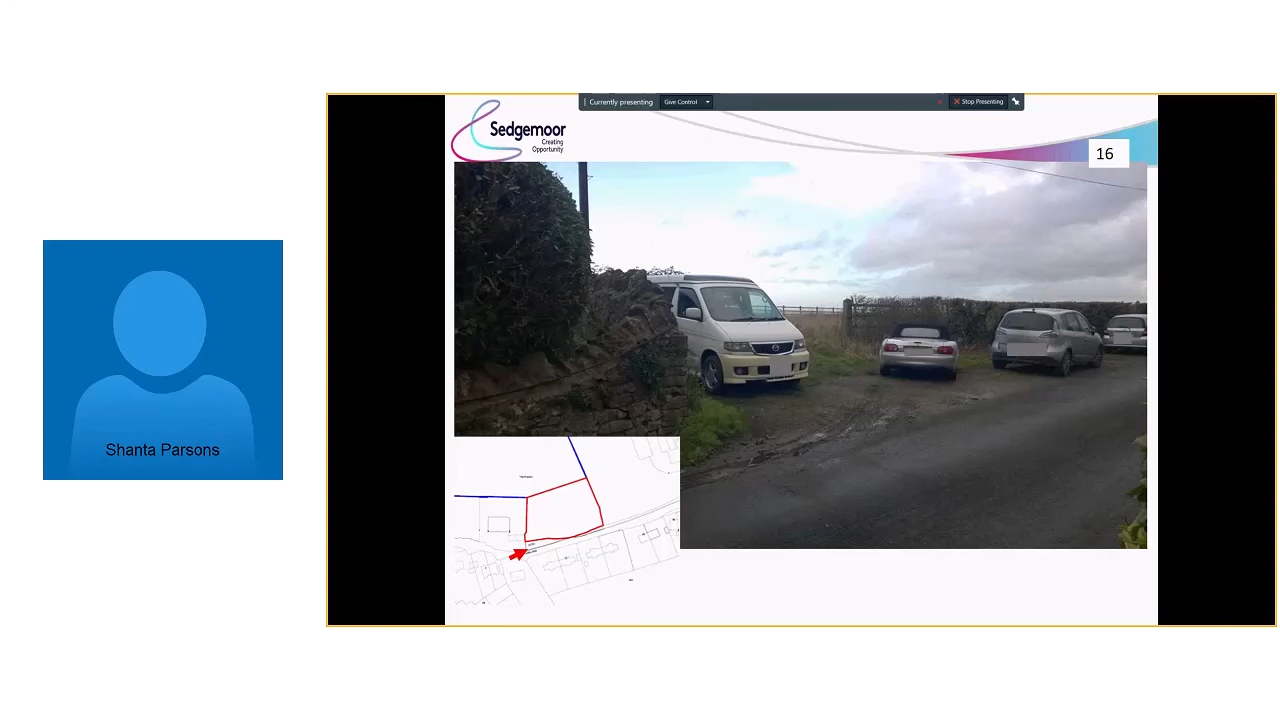 Currently presenting
Give Control
Stop Presenting
Sedgemoor
Creating
Opportunity
16
Shanta Parsons